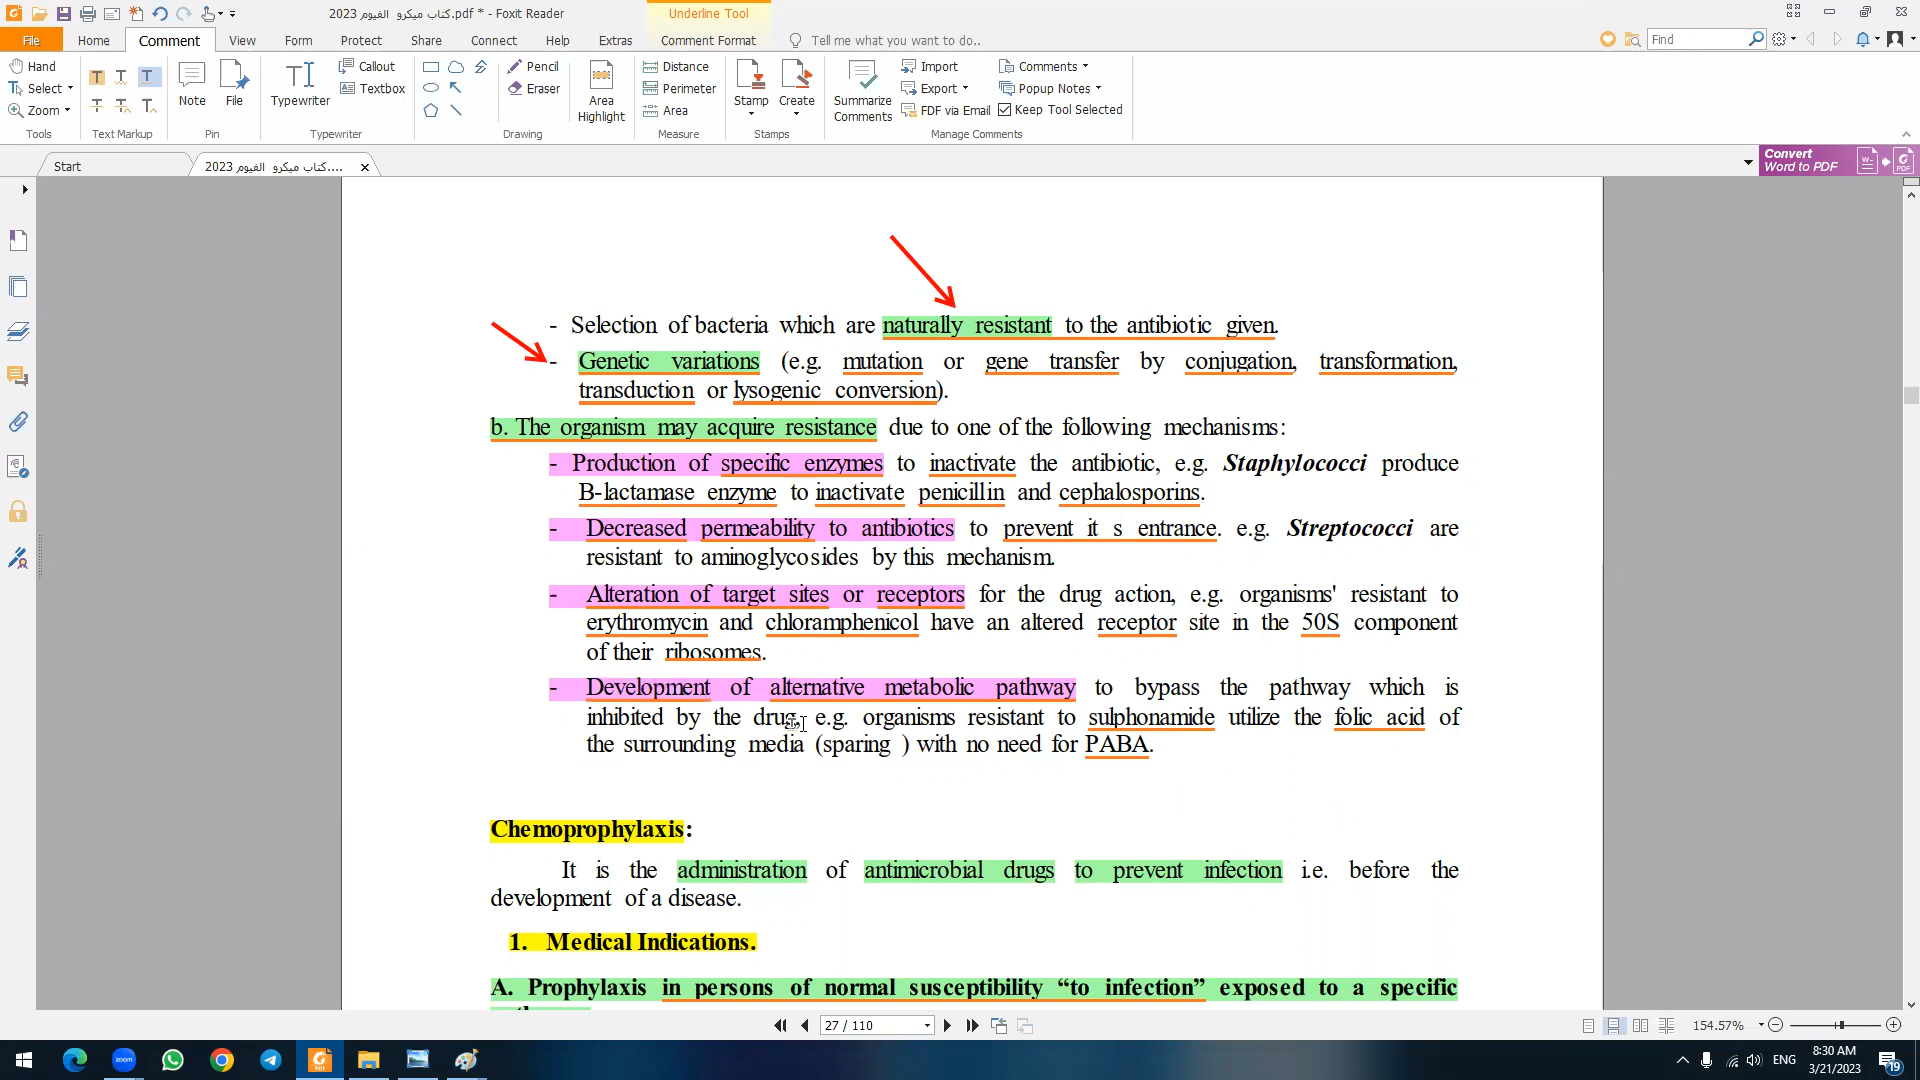 كتاب ميكرو الفيوم 2023.pdf * - Foxit Reader
Underline Tool
File
Home
Comment
View
Form
Protect
Share
Connect
Help
Extras
Comment Format
Tell me what you want to do..
Find
Hand
Select
Zoom
Tools
Text Markup
Note
File
Pin
Typewriter
Callout
Textbox
Typewriter
Pencil
Eraser
Drawing
Area Highlight
Distance
Perimeter
Area
Measure
Stamp
Create
Stamps
Summarize Comments
Import
Export
FDF via Email
Comments
Popup Notes
Keep Tool Selected
Manage Comments
Start
كتاب ميكرو الفيوم 2023....
Convert
Word to PDF
- Selection of bacteria which are naturally resistant to the antibiotic given.
- Genetic variations (e.g. mutation or gene transfer by conjugation, transformation,
transduction or lysogenic conversion).
b. The organism may acquire resistance due to one of the following mechanisms:
- Production of specific enzymes to inactivate the antibiotic, e.g. Staphylococci produce
B-lactamase enzyme to inactivate penicillin and cephalosporins.
- Decreased permeability to antibiotics to prevent it s entrance. e.g. Streptococci are
resistant to aminoglycosides by this mechanism.
- Alteration of target sites or receptors for the drug action, e.g. organisms' resistant to
erythromycin and chloramphenicol have an altered receptor site in the 50S component
of their ribosomes.
- Development of alternative metabolic pathway to bypass the pathway which is
inhibited by the drug, e.g. organisms resistant to sulphonamide utilize the folic acid of
the surrounding media (sparing ) with no need for PABA.
Chemoprophylaxis:
It is the administration of antimicrobial drugs to prevent infection i.e. before the
development of a disease.
1. Medical Indications.
A. Prophylaxis in persons of normal susceptibility “to infection” exposed to a specific
27 / 110
154.57%
zoom
PDF
ENG
8:30 AM
3/21/2023
19